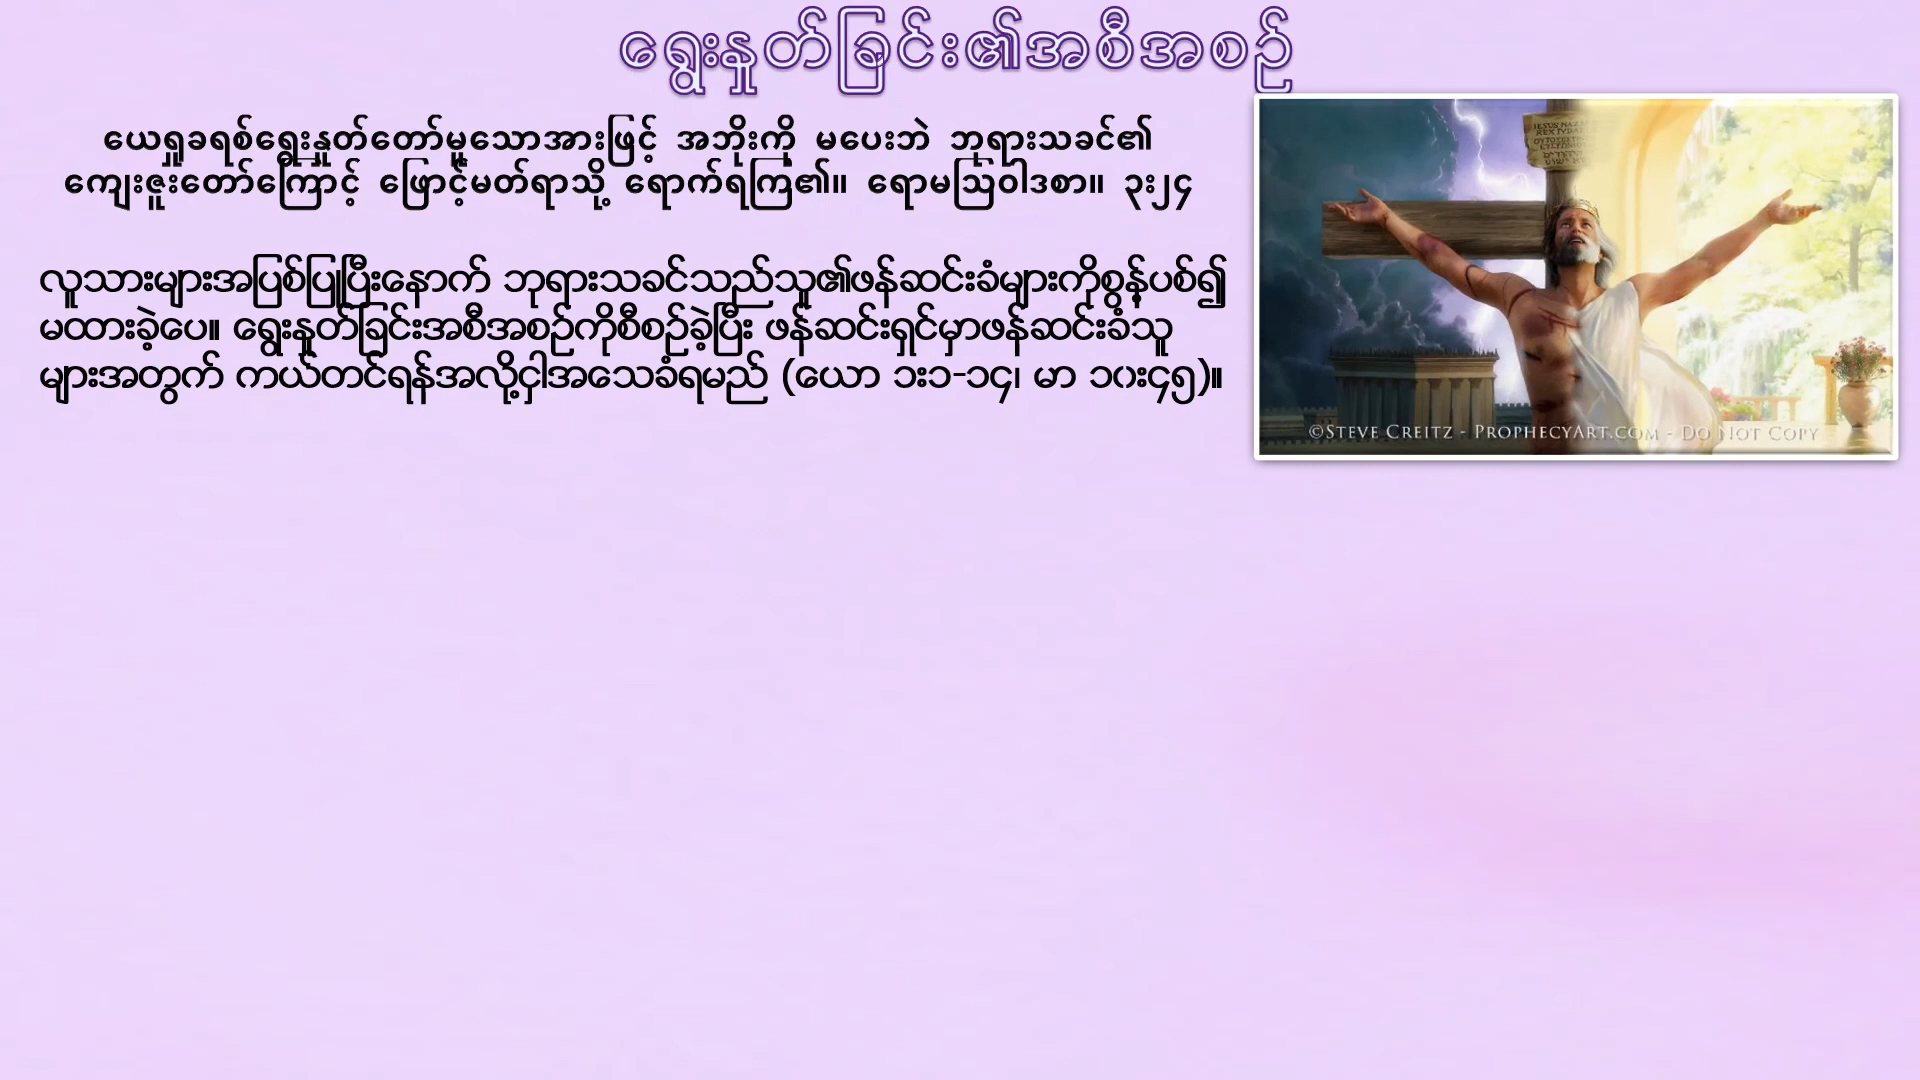 ရွေးနှုတ်ခြင်း၏အစီအစဉ်
ယေရှုခရစ်ရွေးနှုတ်တော်မူသောအားဖြင့် အဘိုးကို မပေးဘဲ ဘုရားသခင်၏
ကျေးဇူးတော်ကြောင့် ဖြောင့်မတ်ရာသို့ ရောက်ရကြ၏။ ရောမဩဝါဒစာ။ ၃း၂၄
လူသားများအပြစ်ပြုပြီးနောက် ဘုရားသခင်သည်သူ၏ဖန်ဆင်းခံများကိုစွန့်ပစ်၍
မထားခဲ့ပေ။ ရွေးနှုတ်ခြင်းအစီအစဉ်ကိုစီစဉ်ခဲ့ပြီး ဖန်ဆင်းရှင်မှာဖန်ဆင်းခံသူ
များအတွက် ကယ်တင်ရန်အလို့ငှါအသေခံရမည် (ယော ၁း၁-၁၄၊ မာ ၁၀း၄၅)။
©STEVE CREITZ - PROPHECYART.COM - DO NOT COPY